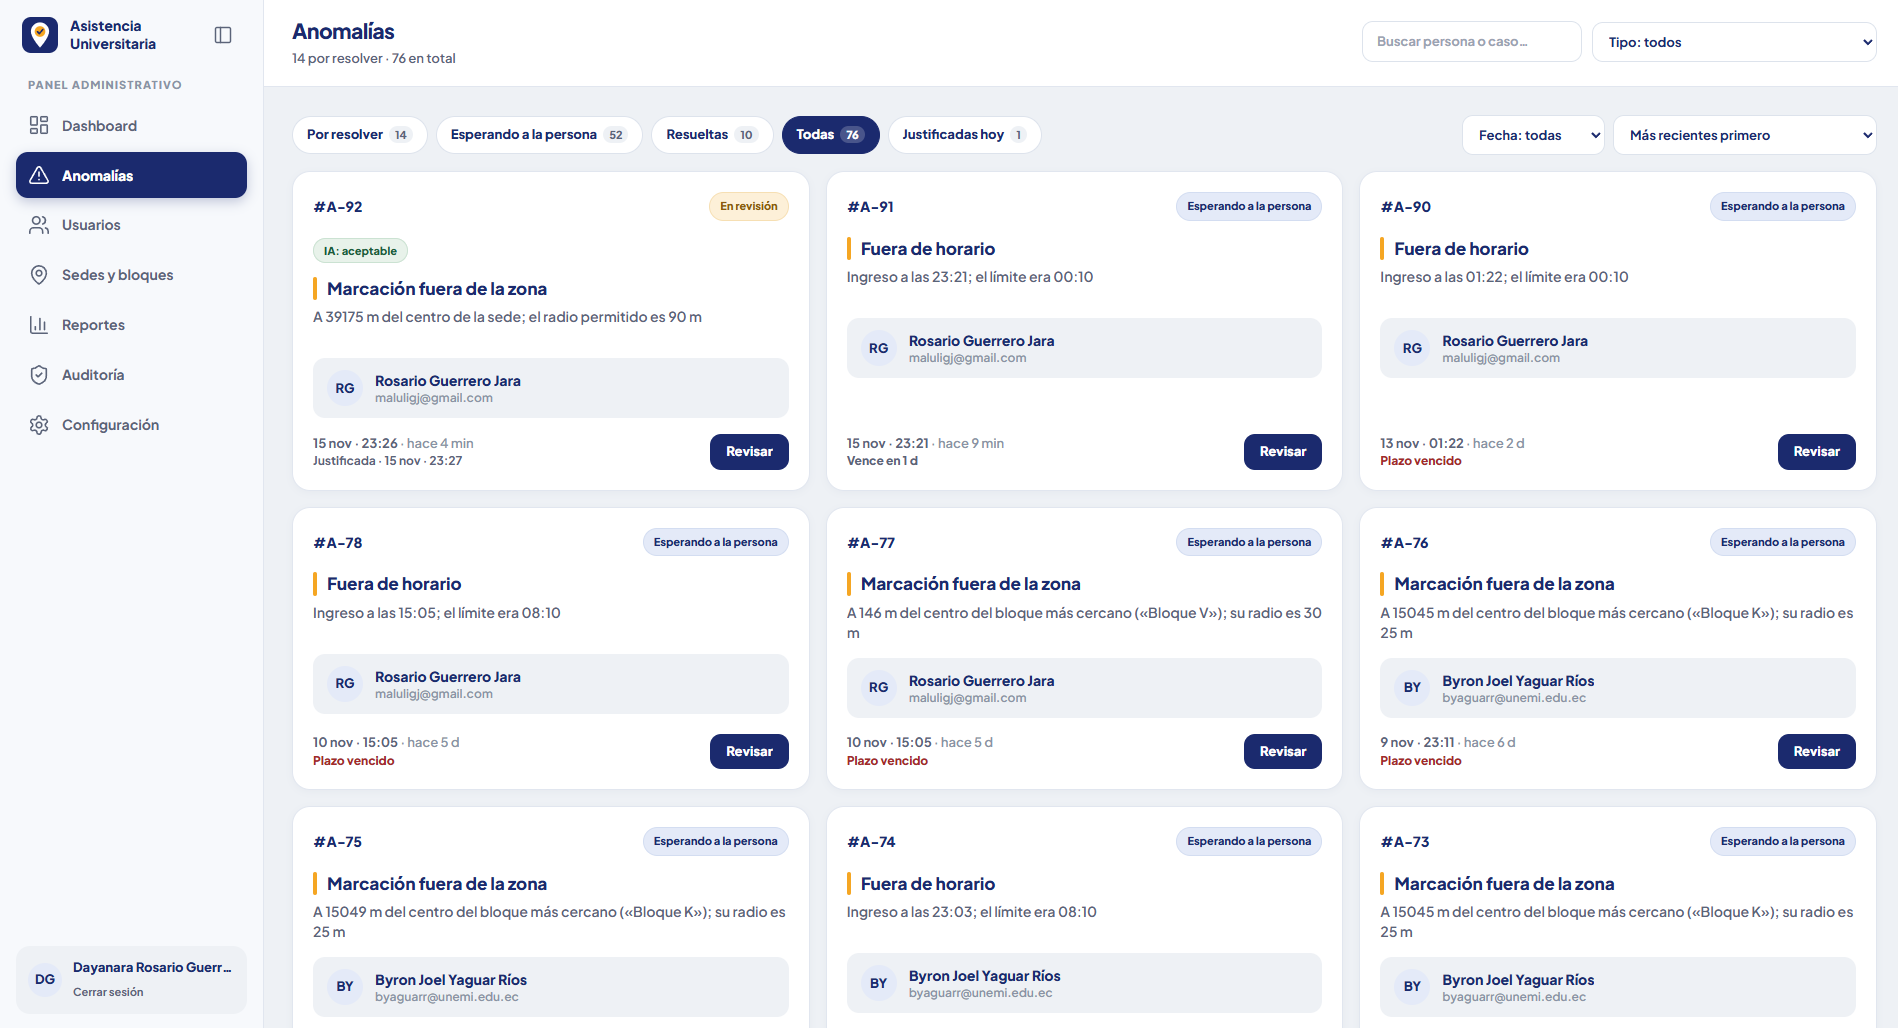 Asistencia
Universitaria
PANEL ADMINISTRATIVO
Dashboard
Anomalías
Usuarios
Sedes y bloques
Reportes
Auditoría
Configuración
DG
Dayanara Rosario Guerr…
Cerrar sesión
Anomalías
14 por resolver · 76 en total
Buscar persona o caso…
Tipo: todos
Por resolver 14
Esperando a la persona 52
Resueltas 10
Todas 76
Justificadas hoy 1
Fecha: todas
Más recientes primero
#A-92
En revisión
IA: aceptable
Marcación fuera de la zona
A 39175 m del centro de la sede; el radio permitido es 90 m
RG
Rosario Guerrero Jara
maluligj@gmail.com
15 nov · 23:26 · hace 4 min
Justificada · 15 nov · 23:27
Revisar
#A-91
Esperando a la persona
Fuera de horario
Ingreso a las 23:21; el límite era 00:10
RG
Rosario Guerrero Jara
maluligj@gmail.com
15 nov · 23:21 · hace 9 min
Vence en 1 d
Revisar
#A-90
Esperando a la persona
Fuera de horario
Ingreso a las 01:22; el límite era 00:10
RG
Rosario Guerrero Jara
maluligj@gmail.com
13 nov · 01:22 · hace 2 d
Plazo vencido
Revisar
#A-78
Esperando a la persona
Fuera de horario
Ingreso a las 15:05; el límite era 08:10
RG
Rosario Guerrero Jara
maluligj@gmail.com
10 nov · 15:05 · hace 5 d
Plazo vencido
Revisar
#A-77
Esperando a la persona
Marcación fuera de la zona
A 146 m del centro del bloque más cercano («Bloque V»); su radio es 30
m
RG
Rosario Guerrero Jara
maluligj@gmail.com
10 nov · 15:05 · hace 5 d
Plazo vencido
Revisar
#A-76
Esperando a la persona
Marcación fuera de la zona
A 15045 m del centro del bloque más cercano («Bloque K»); su radio es
25 m
BY
Byron Joel Yaguar Ríos
byaguarr@unemi.edu.ec
9 nov · 23:11 · hace 6 d
Plazo vencido
Revisar
#A-75
Esperando a la persona
Marcación fuera de la zona
A 15049 m del centro del bloque más cercano («Bloque K»); su radio es
25 m
BY
Byron Joel Yaguar Ríos
byaguarr@unemi.edu.ec
#A-74
Esperando a la persona
Fuera de horario
Ingreso a las 23:03; el límite era 08:10
BY
Byron Joel Yaguar Ríos
byaguarr@unemi.edu.ec
#A-73
Esperando a la persona
Marcación fuera de la zona
A 15045 m del centro del bloque más cercano («Bloque K»); su radio es
25 m
BY
Byron Joel Yaguar Ríos
byaguarr@unemi.edu.ec